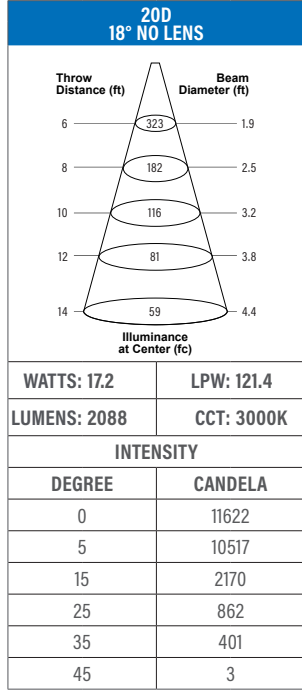 20D
18° NO LENS
Throw Beam
Distance (ft) Diameter (ft)
6 323 1.9
8 182 2.5
10 116 3.2
12 81 3.8
14 59 4.4
Illuminance
at Center (fc)
WATTS: 17.2 LPW: 121.4
LUMENS: 2088 CCT: 3000K
INTENSITY
DEGREE CANDELA
0 11622
5 10517
15 2170
25 862
35 401
45 3